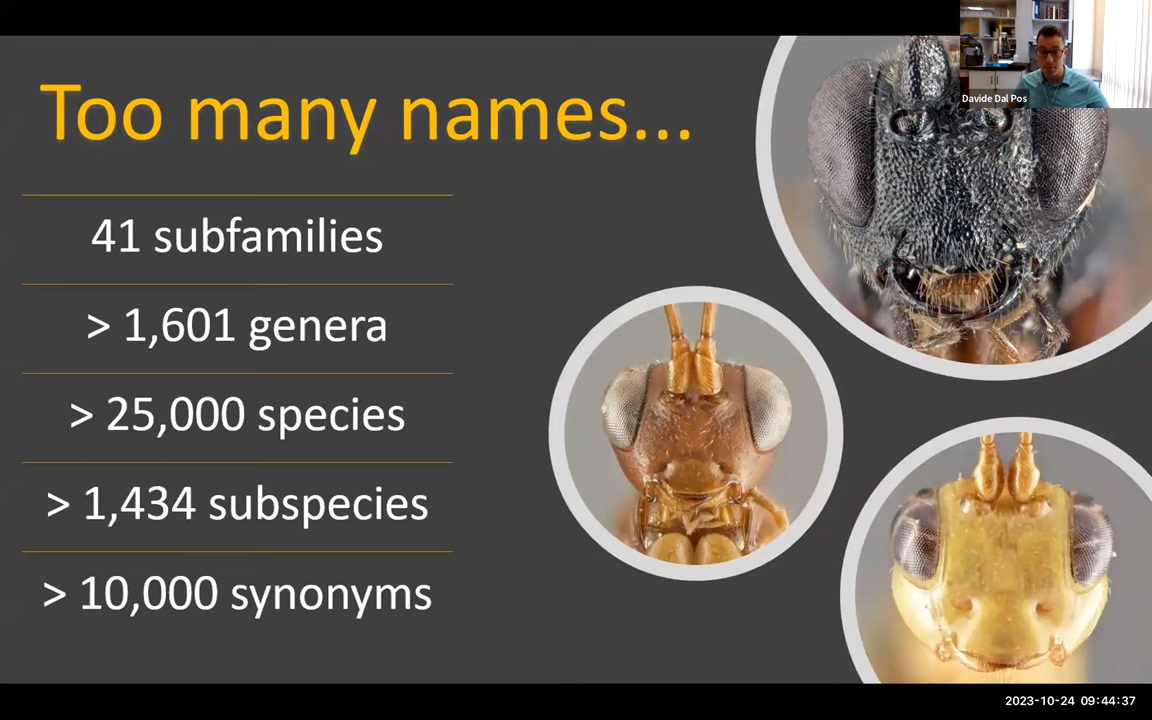 Too many names...
41 subfamilies
> 1,601 genera
> 25,000 species
> 1,434 subspecies
> 10,000 synonyms
Davide Dal Pos
2023-10-24 09:44:37